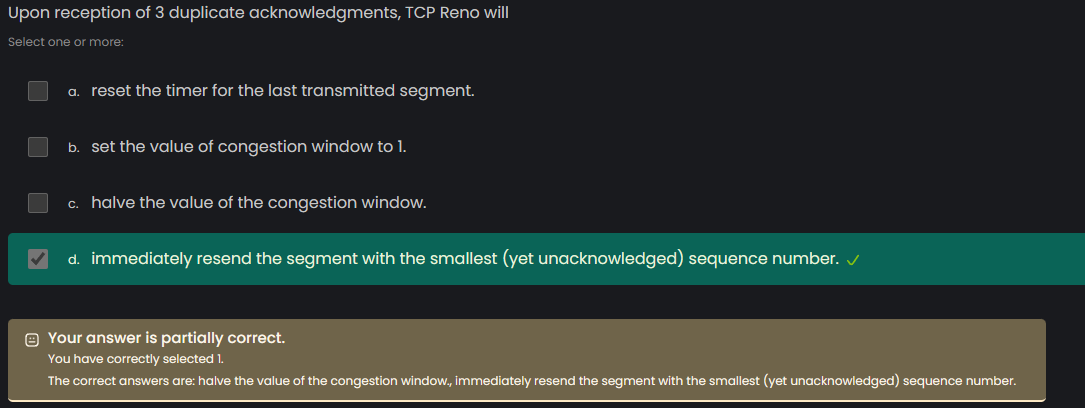 Upon reception of 3 duplicate acknowledgments, TCP Reno will
Select one or more:
a. reset the timer for the last transmitted segment.
b. set the value of congestion window to 1.
c. halve the value of the congestion window.
d. immediately resend the segment with the smallest (yet unacknowledged) sequence number.
Your answer is partially correct.
You have correctly selected 1.
The correct answers are: halve the value of the congestion window., immediately resend the segment with the smallest (yet unacknowledged) sequence number.